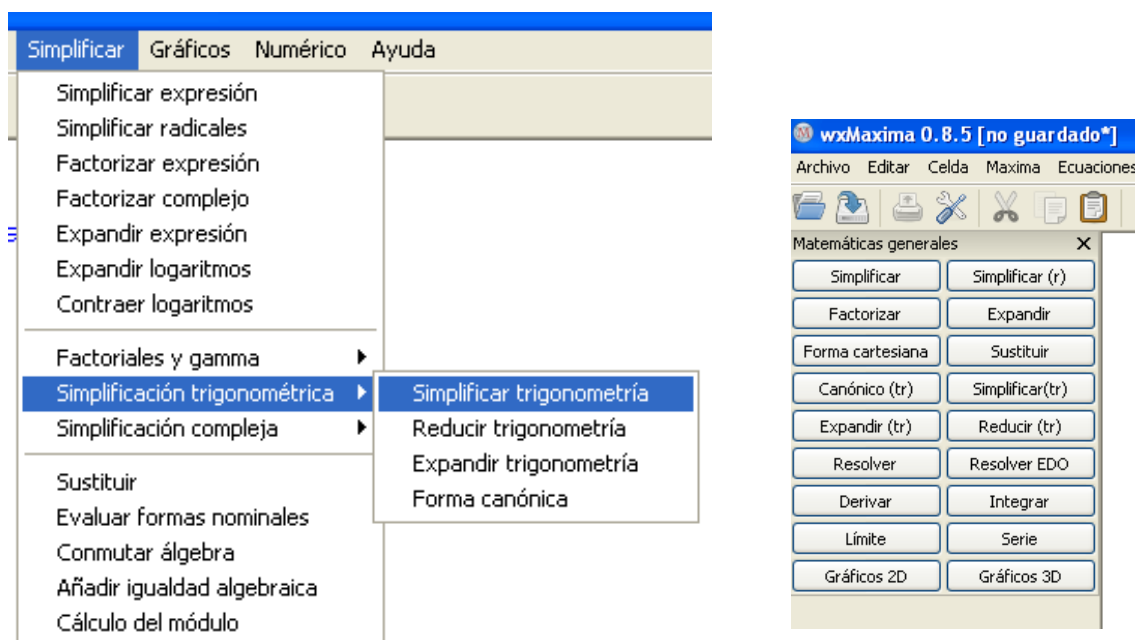 Simplificar Gráficos Numérico Ayuda
Simplificar expresión
Simplificar radicales
Factorizar expresión
Factorizar complejo
Expandir expresión
Expandir logaritmos
Contraer logaritmos
Factoriales y gamma
Simplificación trigonométrica
Simplificación compleja
Sustituir
Evaluar formas nominales
Conmutar álgebra
Añadir igualdad algebraica
Cálculo del módulo
Simplificar trigonometría
Reducir trigonometría
Expandir trigonometría
Forma canónica
wxMaxima 0.8.5 [no guardado*]
Archivo Editar Celda Maxima Ecuaciones
Matemáticas generales X
Simplificar Simplificar (r)
Factorizar Expandir
Forma cartesiana Sustituir
Canónico (tr) Simplificar(tr)
Expandir (tr) Reducir (tr)
Resolver Resolver EDO
Derivar Integrar
Límite Serie
Gráficos 2D Gráficos 3D